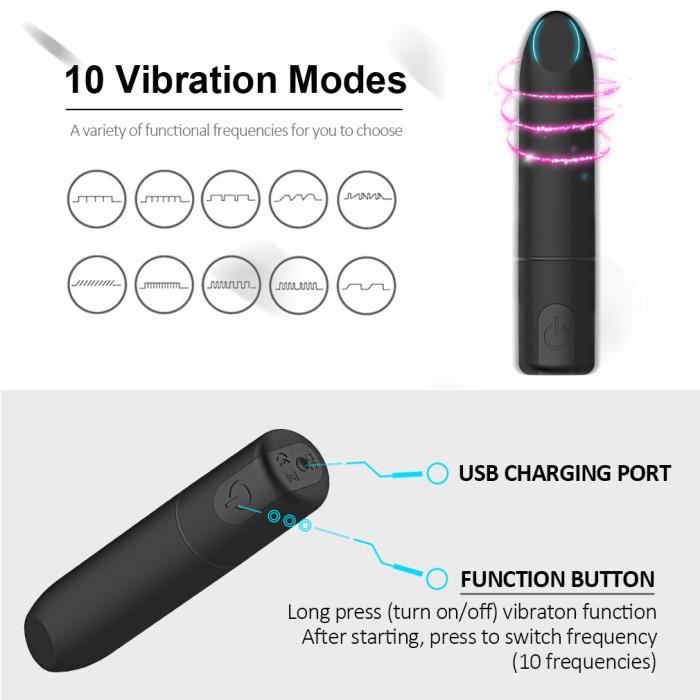 10 Vibration Modes
A variety of functional frequencies for you to choose
USB CHARGING PORT
FUNCTION BUTTON
Long press (turn on/off) vibraton function
After starting, press to switch frequency
(10 frequencies)